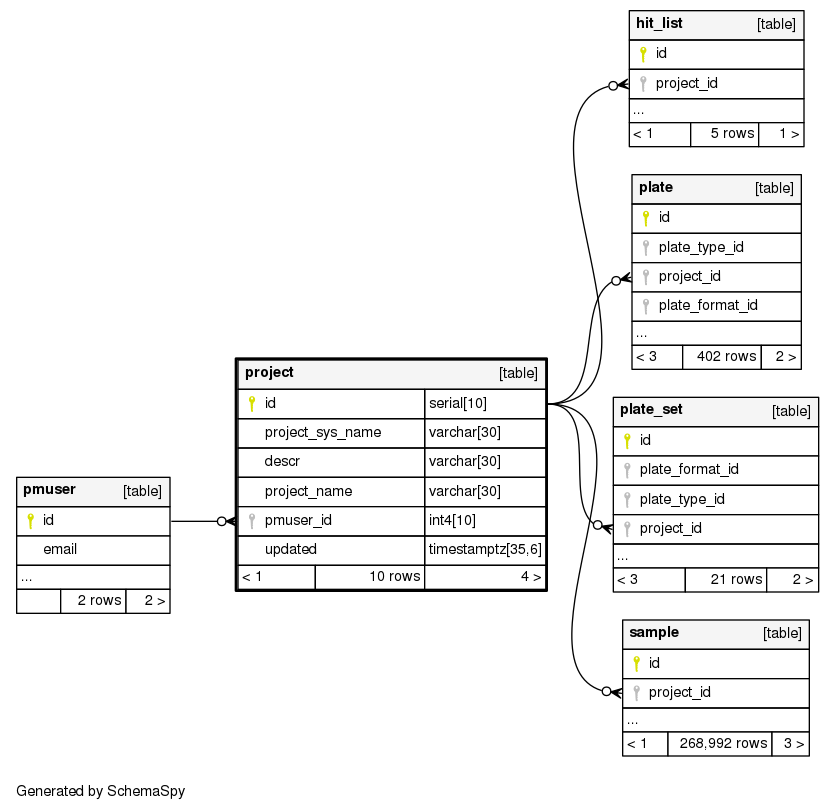 hit_list [table]
id
project_id
...
< 1 5 rows 1 >
plate [table]
id
plate_type_id
project_id
plate_format_id
...
< 3 402 rows 2 >
project [table]
id serial[10]
project_sys_name varchar[30]
descr varchar[30]
project_name varchar[30]
pmuser_id int4[10]
updated timestamptz[35,6]
< 1 10 rows 4 >
plate_set [table]
id
plate_format_id
plate_type_id
project_id
...
< 3 21 rows 2 >
pmuser [table]
id
email
...
2 rows 2 >
sample [table]
id
project_id
...
< 1 268,992 rows 3 >
Generated by SchemaSpy